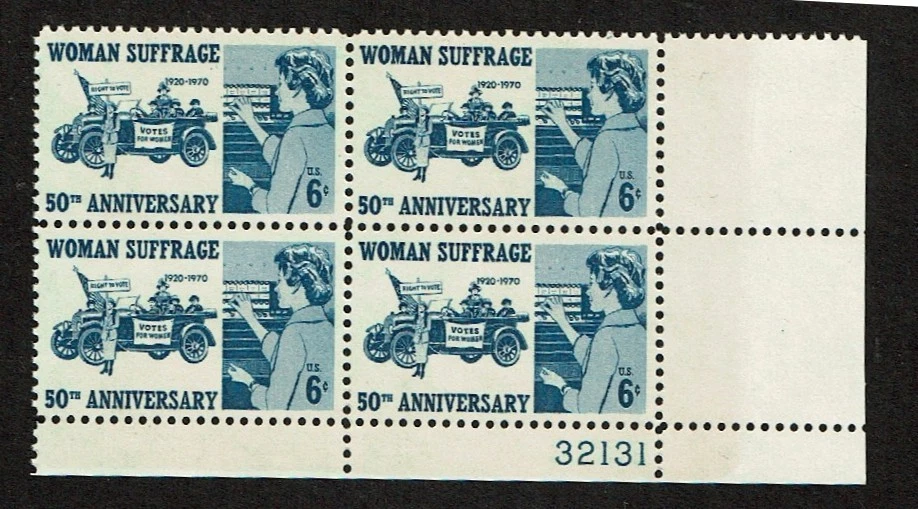 WOMAN SUFFRAGE
1920-1970
RIGHT TO VOTE
VOTES
FOR WOMEN
U.S.
6¢
50TH ANNIVERSARY
WOMAN SUFFRAGE
1920-1970
RIGHT TO VOTE
VOTES
FOR WOMEN
U.S.
6¢
50TH ANNIVERSARY
WOMAN SUFFRAGE
1920-1970
RIGHT TO VOTE
VOTES
FOR WOMEN
U.S.
6¢
50TH ANNIVERSARY
WOMAN SUFFRAGE
1920-1970
RIGHT TO VOTE
VOTES
FOR WOMEN
U.S.
6¢
50TH ANNIVERSARY
32131